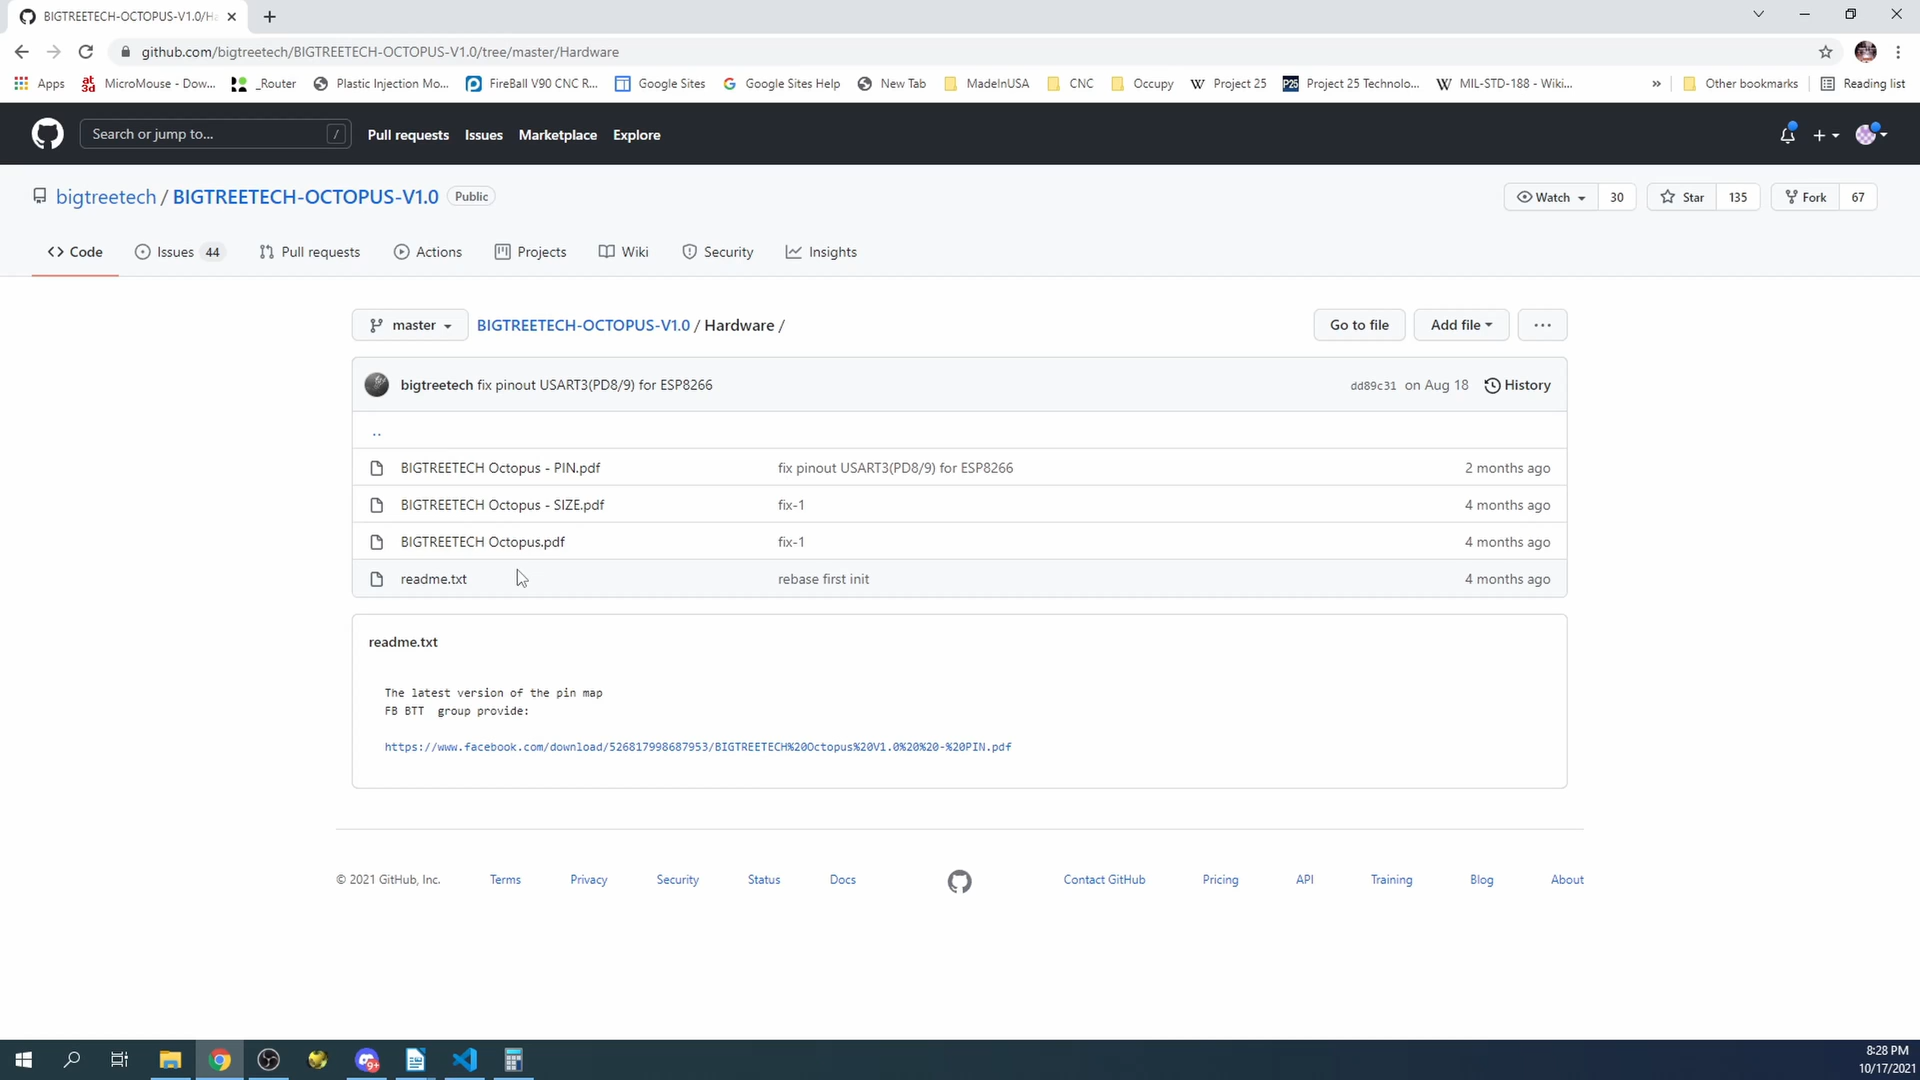 BIGTREETECH-OCTOPUS-V1.0/Ha
github.com/bigtreetech/BIGTREETECH-OCTOPUS-V1.0/tree/master/Hardware
Apps
at3d MicroMouse - Dow...
_Router
Plastic Injection Mo...
FireBall V90 CNC R...
Google Sites
Google Sites Help
New Tab
MadeInUSA
CNC
Occupy
Project 25
P25 Project 25 Technolo...
MIL-STD-188 - Wiki...
»
Other bookmarks
Reading list
Search or jump to... /
Pull requests
Issues
Marketplace
Explore
bigtreetech / BIGTREETECH-OCTOPUS-V1.0 Public
Watch 30
Star 135
Fork 67
Code
Issues 44
Pull requests
Actions
Projects
Wiki
Security
Insights
master
BIGTREETECH-OCTOPUS-V1.0 / Hardware /
Go to file
Add file
...
bigtreetech fix pinout USART3(PD8/9) for ESP8266 dd89c31 on Aug 18 History
..
BIGTREETECH Octopus - PIN.pdf fix pinout USART3(PD8/9) for ESP8266 2 months ago
BIGTREETECH Octopus - SIZE.pdf fix-1 4 months ago
BIGTREETECH Octopus.pdf fix-1 4 months ago
readme.txt rebase first init 4 months ago
readme.txt
The latest version of the pin map
FB BTT group provide:
https://www.facebook.com/download/526817998687953/BIGTREETECH%20Octopus%20V1.0%20%20-%20PIN.pdf
© 2021 GitHub, Inc. Terms Privacy Security Status Docs Contact GitHub Pricing API Training Blog About
9+
8:28 PM
10/17/2021